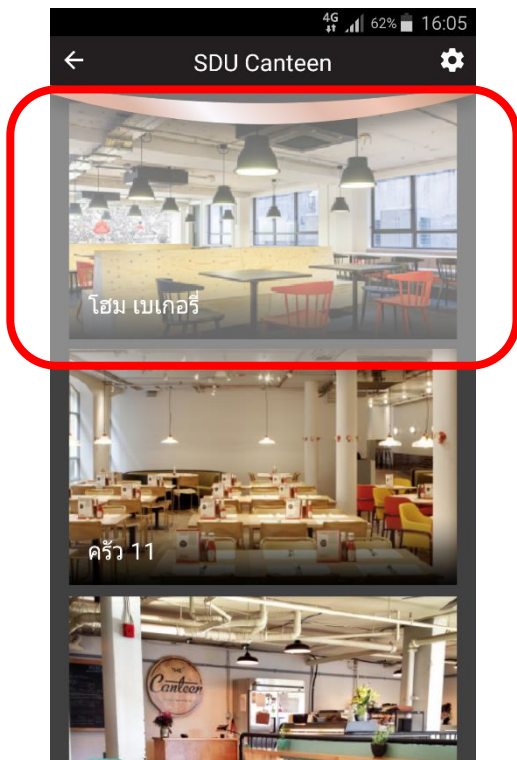 4G 62% 16:05
SDU Canteen
โฮม เบเกอรี่
ครัว 11
THE
Canteen